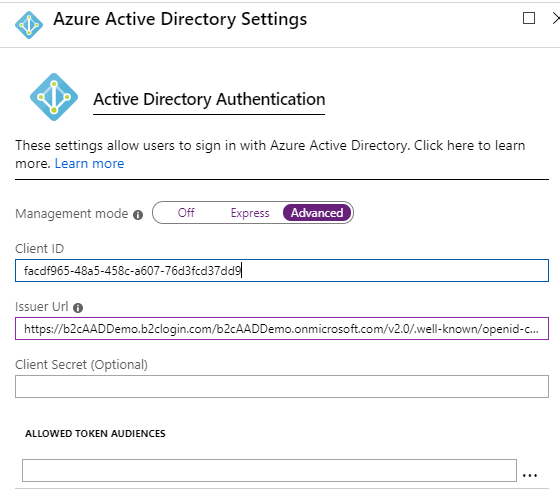 Azure Active Directory Settings
Active Directory Authentication
These settings allow users to sign in with Azure Active Directory. Click here to learn
more. Learn more
Management mode Off Express Advanced
Client ID
facdf965-48a5-458c-a607-76d3fcd37dd9
Issuer Url
https://b2cAADDemo.b2clogin.com/b2cAADDemo.onmicrosoft.com/v2.0/.well-known/openid-c...
Client Secret (Optional)
ALLOWED TOKEN AUDIENCES
...